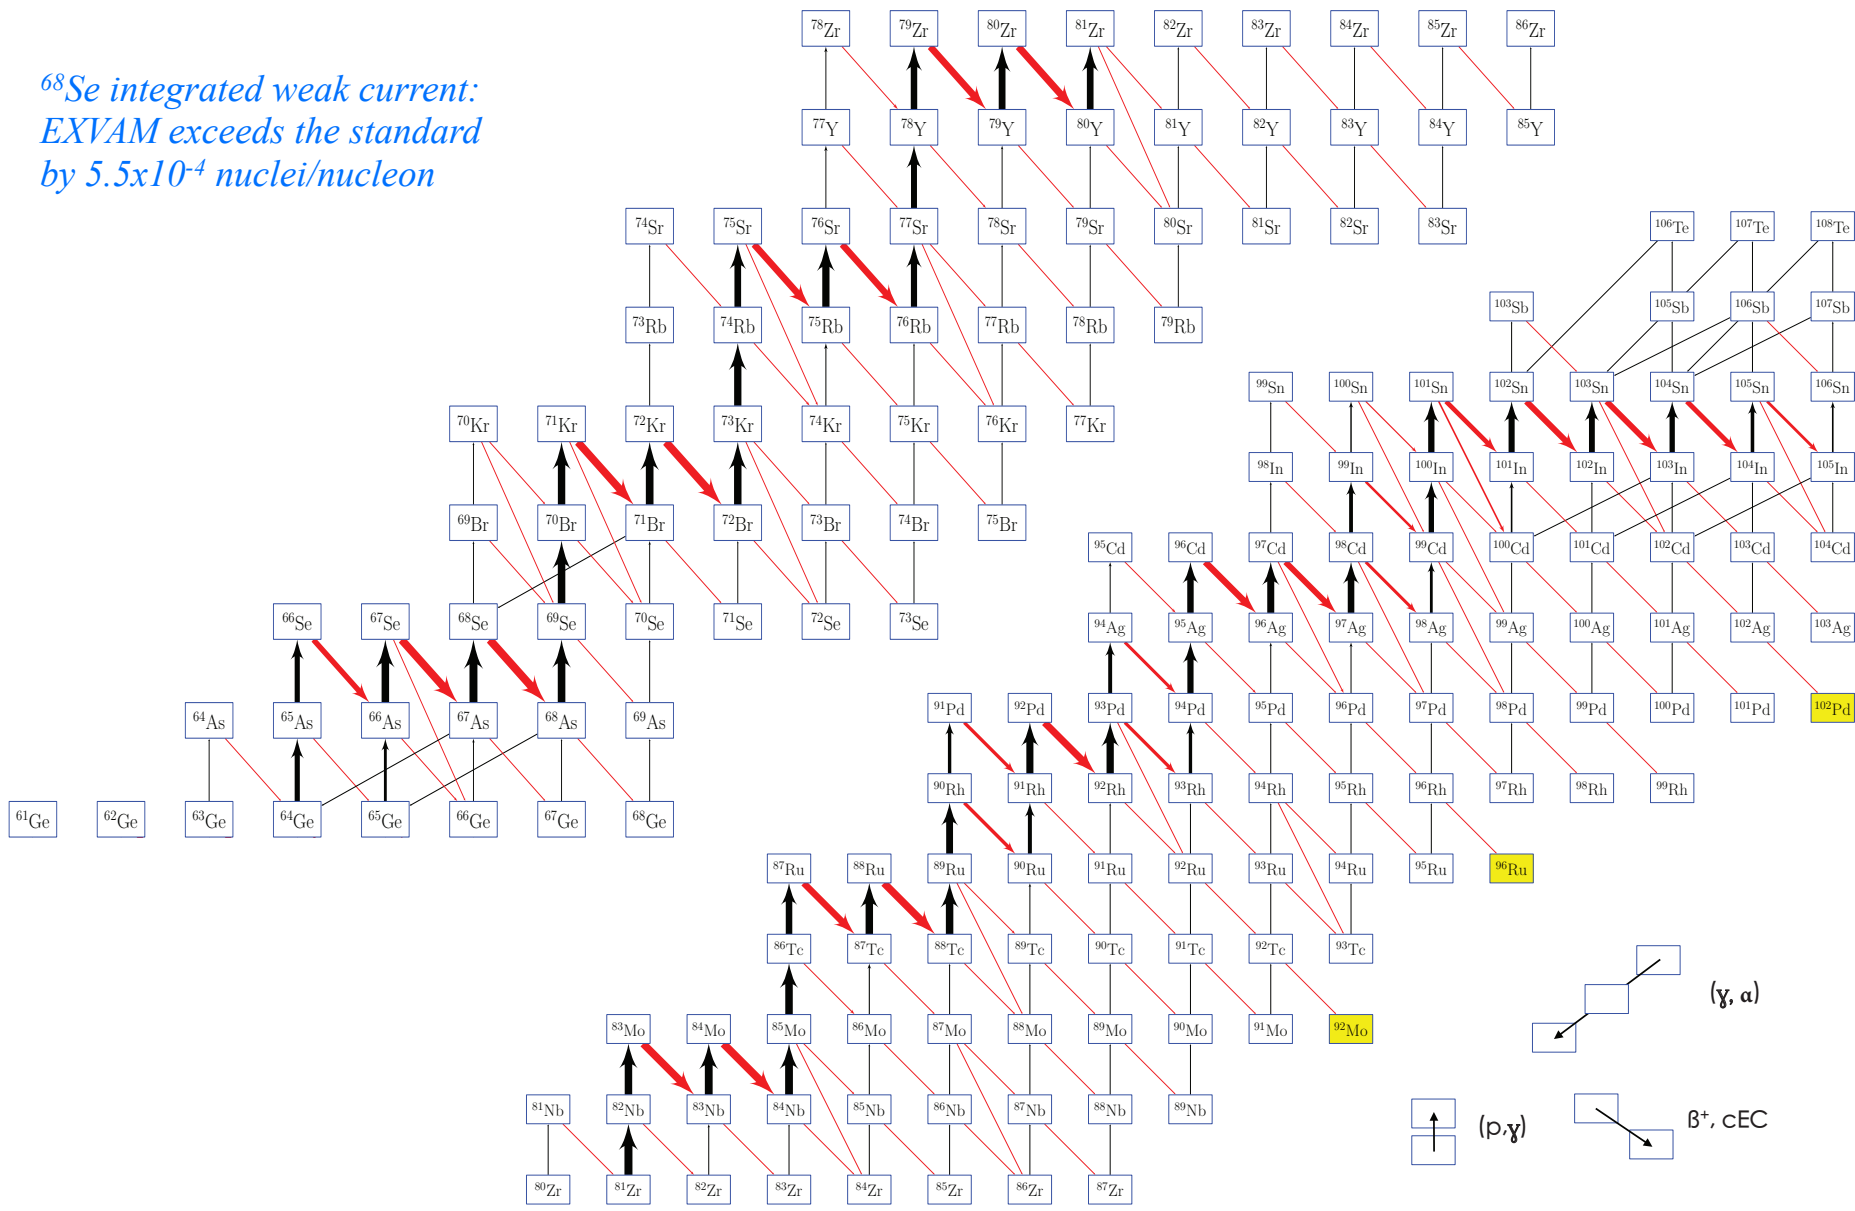 ⁷⁸Zr ⁷⁹Zr ⁸⁰Zr ⁸¹Zr ⁸²Zr ⁸³Zr ⁸⁴Zr ⁸⁵Zr ⁸⁶Zr
⁶⁸Se integrated weak current:
EXVAM exceeds the standard
by 5.5x10⁻⁴ nuclei/nucleon
⁷⁷Y ⁷⁸Y ⁷⁹Y ⁸⁰Y ⁸¹Y ⁸²Y ⁸³Y ⁸⁴Y ⁸⁵Y
⁷⁴Sr ⁷⁵Sr ⁷⁶Sr ⁷⁷Sr ⁷⁸Sr ⁷⁹Sr ⁸⁰Sr ⁸¹Sr ⁸²Sr ⁸³Sr
¹⁰⁶Te ¹⁰⁷Te ¹⁰⁸Te
⁷³Rb ⁷⁴Rb ⁷⁵Rb ⁷⁶Rb ⁷⁷Rb ⁷⁸Rb ⁷⁹Rb
¹⁰³Sb ¹⁰⁵Sb ¹⁰⁶Sb ¹⁰⁷Sb
⁹⁹Sn ¹⁰⁰Sn ¹⁰¹Sn ¹⁰²Sn ¹⁰³Sn ¹⁰⁴Sn ¹⁰⁵Sn ¹⁰⁶Sn
⁷⁰Kr ⁷¹Kr ⁷²Kr ⁷³Kr ⁷⁴Kr ⁷⁵Kr ⁷⁶Kr ⁷⁷Kr
⁹⁸In ⁹⁹In ¹⁰⁰In ¹⁰¹In ¹⁰²In ¹⁰³In ¹⁰⁴In ¹⁰⁵In
⁶⁹Br ⁷⁰Br ⁷¹Br ⁷²Br ⁷³Br ⁷⁴Br ⁷⁵Br
⁹⁵Cd ⁹⁶Cd ⁹⁷Cd ⁹⁸Cd ⁹⁹Cd ¹⁰⁰Cd ¹⁰¹Cd ¹⁰²Cd ¹⁰³Cd ¹⁰⁴Cd
⁶⁶Se ⁶⁷Se ⁶⁸Se ⁶⁹Se ⁷⁰Se ⁷¹Se ⁷²Se ⁷³Se
⁹⁴Ag ⁹⁵Ag ⁹⁶Ag ⁹⁷Ag ⁹⁸Ag ⁹⁹Ag ¹⁰⁰Ag ¹⁰¹Ag ¹⁰²Ag ¹⁰³Ag
⁶⁴As ⁶⁵As ⁶⁶As ⁶⁷As ⁶⁸As ⁶⁹As
⁹¹Pd ⁹²Pd ⁹³Pd ⁹⁴Pd ⁹⁵Pd ⁹⁶Pd ⁹⁷Pd ⁹⁸Pd ⁹⁹Pd ¹⁰⁰Pd ¹⁰¹Pd ¹⁰²Pd
⁹⁰Rh ⁹¹Rh ⁹²Rh ⁹³Rh ⁹⁴Rh ⁹⁵Rh ⁹⁶Rh ⁹⁷Rh ⁹⁸Rh ⁹⁹Rh
⁶¹Ge ⁶²Ge ⁶³Ge ⁶⁴Ge ⁶⁵Ge ⁶⁶Ge ⁶⁷Ge ⁶⁸Ge
⁸⁷Ru ⁸⁸Ru ⁸⁹Ru ⁹⁰Ru ⁹¹Ru ⁹²Ru ⁹³Ru ⁹⁴Ru ⁹⁵Ru ⁹⁶Ru
⁸⁶Tc ⁸⁷Tc ⁸⁸Tc ⁸⁹Tc ⁹⁰Tc ⁹¹Tc ⁹²Tc ⁹³Tc
(ɣ, α)
⁸³Mo ⁸⁴Mo ⁸⁵Mo ⁸⁶Mo ⁸⁷Mo ⁸⁸Mo ⁸⁹Mo ⁹⁰Mo ⁹¹Mo ⁹²Mo
⁸¹Nb ⁸²Nb ⁸³Nb ⁸⁴Nb ⁸⁵Nb ⁸⁶Nb ⁸⁷Nb ⁸⁸Nb ⁸⁹Nb
(p,ɣ)
ß⁺, cEC
⁸⁰Zr ⁸¹Zr ⁸²Zr ⁸³Zr ⁸⁴Zr ⁸⁵Zr ⁸⁶Zr ⁸⁷Zr